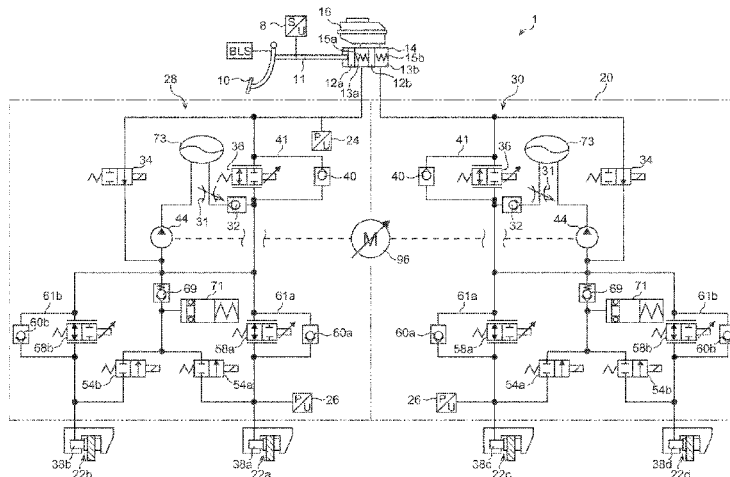 16
8
S
U
15a
14
15b
BLS
13b
10
11
12a
12b
13a
1
28
30
20
73
41
P
U
24
41
73
34
36
36
34
40
40
31
32
32
31
44
44
M
96
69
71
69
71
61b
61a
61a
61b
60b
60a
60a
60b
58b
58a
58a
58b
54b
54a
54a
54b
P
U
26
26
P
U
38b
38a
38c
38d
22b
22a
22c
22d